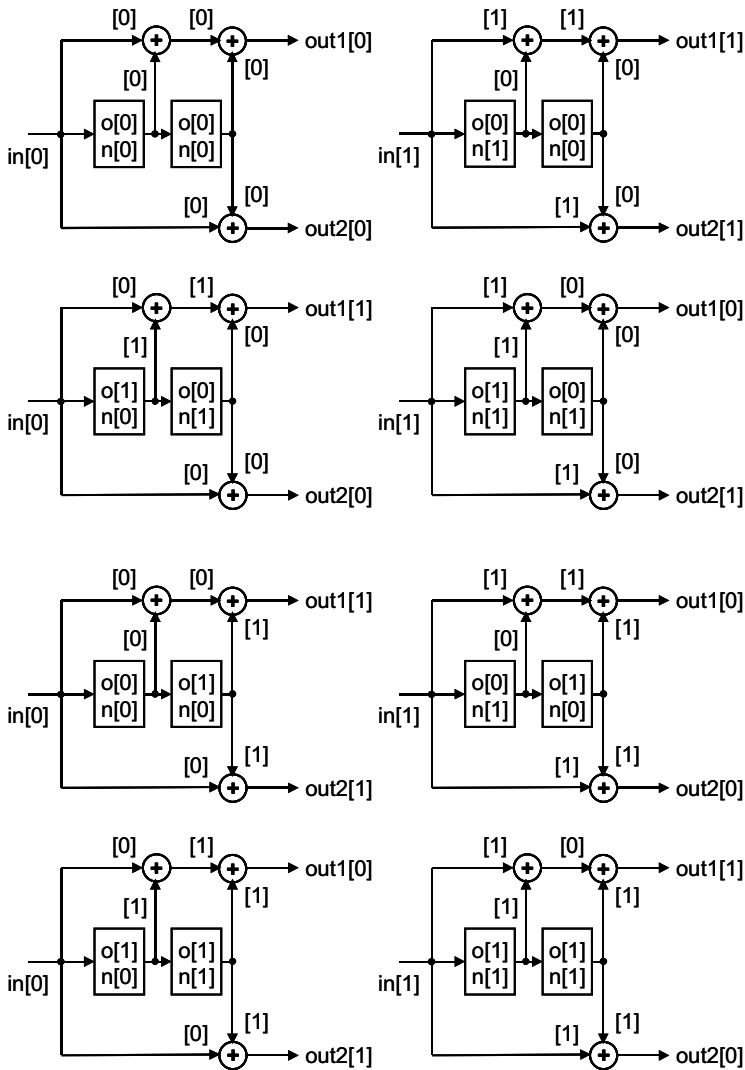 [0] [0] out1[0]
[0] [0]
o[0] o[0]
n[0] n[0]
in[0]
[0] [0]
out2[0]
[1] [1] out1[1]
[0] [0]
o[0] o[0]
n[1] n[0]
in[1]
[1] [0]
out2[1]
[0] [1] out1[1]
[1] [0]
o[1] o[0]
n[0] n[1]
in[0]
[0] [0]
out2[0]
[1] [0] out1[0]
[1] [0]
o[1] o[0]
n[1] n[1]
in[1]
[1] [0]
out2[1]
[0] [0] out1[1]
[0] [1]
o[0] o[1]
n[0] n[0]
in[0]
[0] [1]
out2[1]
[1] [1] out1[0]
[0] [1]
o[0] o[1]
n[1] n[0]
in[1]
[1] [1]
out2[0]
[0] [1] out1[0]
[1] [1]
o[1] o[1]
n[0] n[1]
in[0]
[0] [1]
out2[1]
[1] [0] out1[1]
[1] [1]
o[1] o[1]
n[1] n[1]
in[1]
[1] [1]
out2[0]